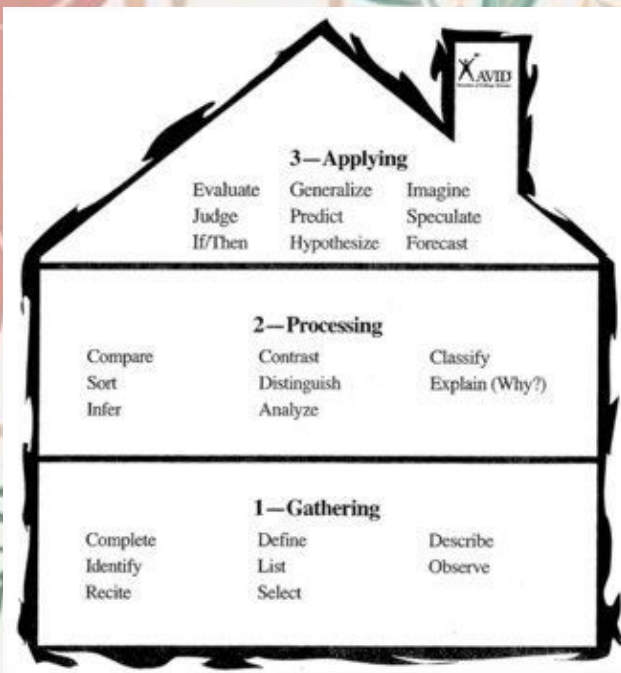 AVID
3—Applying
Evaluate Generalize Imagine
Judge Predict Speculate
If/Then Hypothesize Forecast
2—Processing
Compare Contrast Classify
Sort Distinguish Explain (Why?)
Infer Analyze
1—Gathering
Complete Define Describe
Identify List Observe
Recite Select